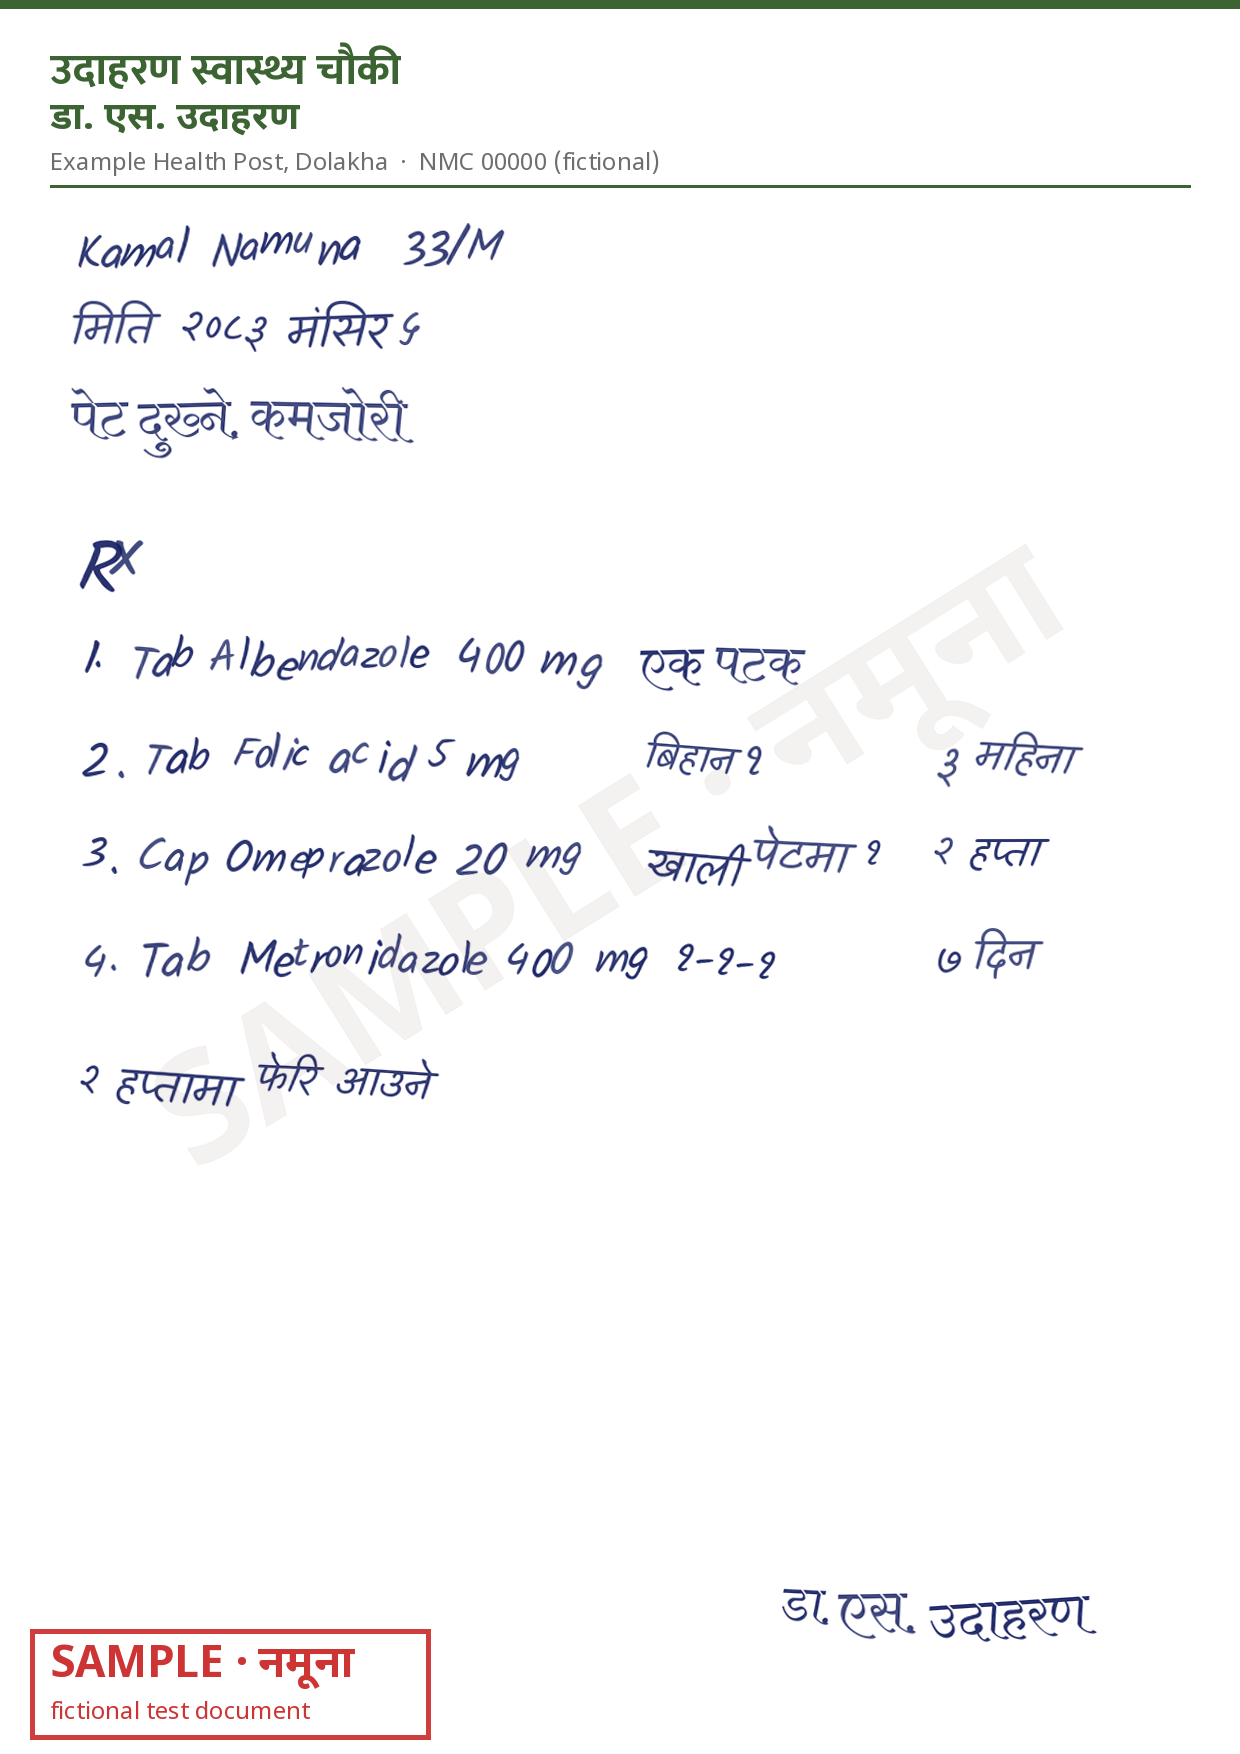 उदाहरण स्वास्थ्य चौकी
डा. एस. उदाहरण
Example Health Post, Dolakha · NMC 00000 (fictional)
Kamal Namuna 33/M
मिति २०८३ मंसिर ६
पेट दुख्ने, कमजोरी
Rx
1. Tab Albendazole 400 mg एक पटक
2. Tab Folic acid 5 mg बिहान १ ३ महिना
3. Cap Omeprazole 20 mg खाली पेटमा १ २ हप्ता
4. Tab Metronidazole 400 mg १-१-१ ७ दिन
२ हप्तामा फेरि आउने
SAMPLE · नमूना
डा. एस. उदाहरण
SAMPLE · नमूना
fictional test document